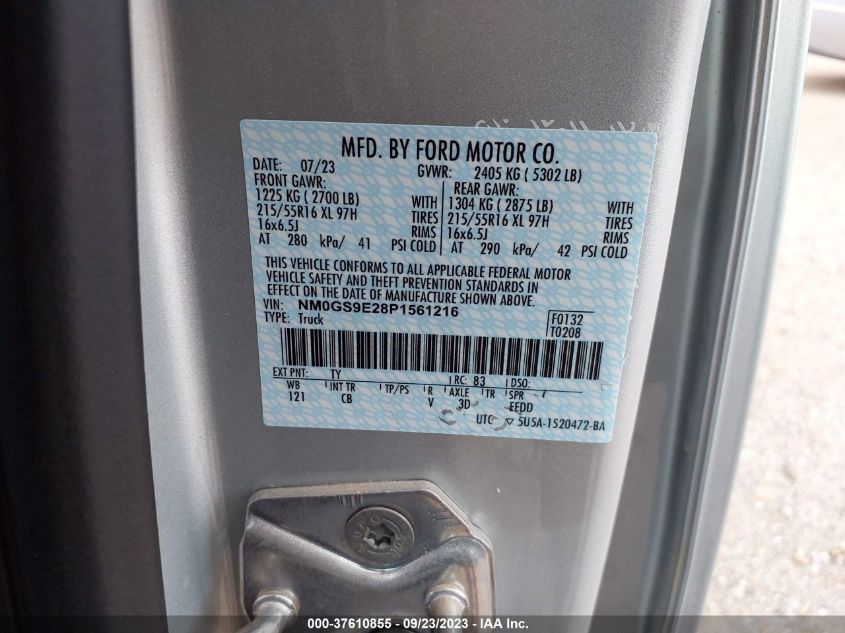 MFD. BY FORD MOTOR CO.
DATE: 07/23 GVWR: 2405 KG ( 5302 LB)
FRONT GAWR: REAR GAWR:
1225 KG ( 2700 LB) WITH 1304 KG ( 2875 LB) WITH
215/55R16 XL 97H TIRES 215/55R16 XL 97H TIRES
16x6.5J RIMS 16x6.5J RIMS
AT 280 kPa/ 41 PSI COLD AT 290 kPa/ 42 PSI COLD
THIS VEHICLE CONFORMS TO ALL APPLICABLE FEDERAL MOTOR
VEHICLE SAFETY AND THEFT PREVENTION STANDARDS IN
EFFECT ON THE DATE OF MANUFACTURE SHOWN ABOVE.
VIN: NM0GS9E28P1561216 F0132
TYPE: Truck T0208
EXT PNT: TY RC: 83 DSO:
WB INT TR TP/PS R AXLE TR SPR
121 CB V 3D EEDD
UTC 5U5A-1520472-BA
000-37610855 - 09/23/2023 - IAA Inc.